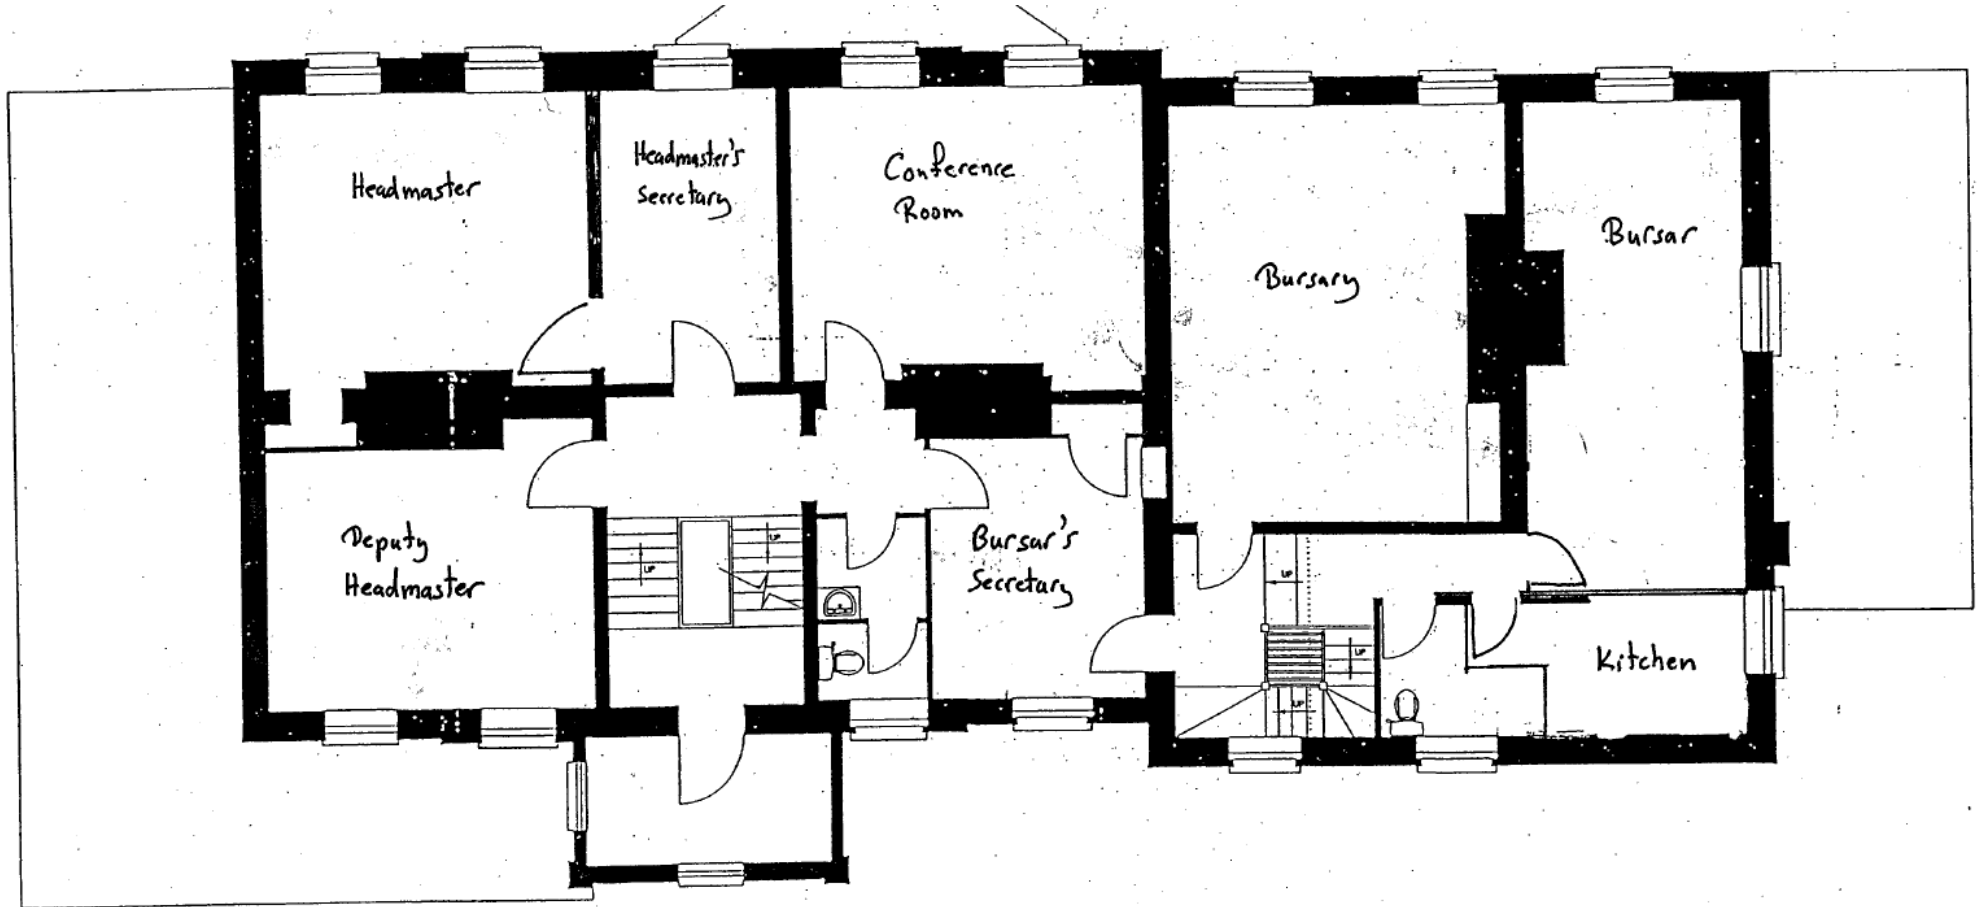 Headmaster
Headmaster's
Secretary
Conference
Room
Bursary
Bursar
Deputy
Headmaster
UP
UP
Bursar's
Secretary
UP
UP
UP
Kitchen